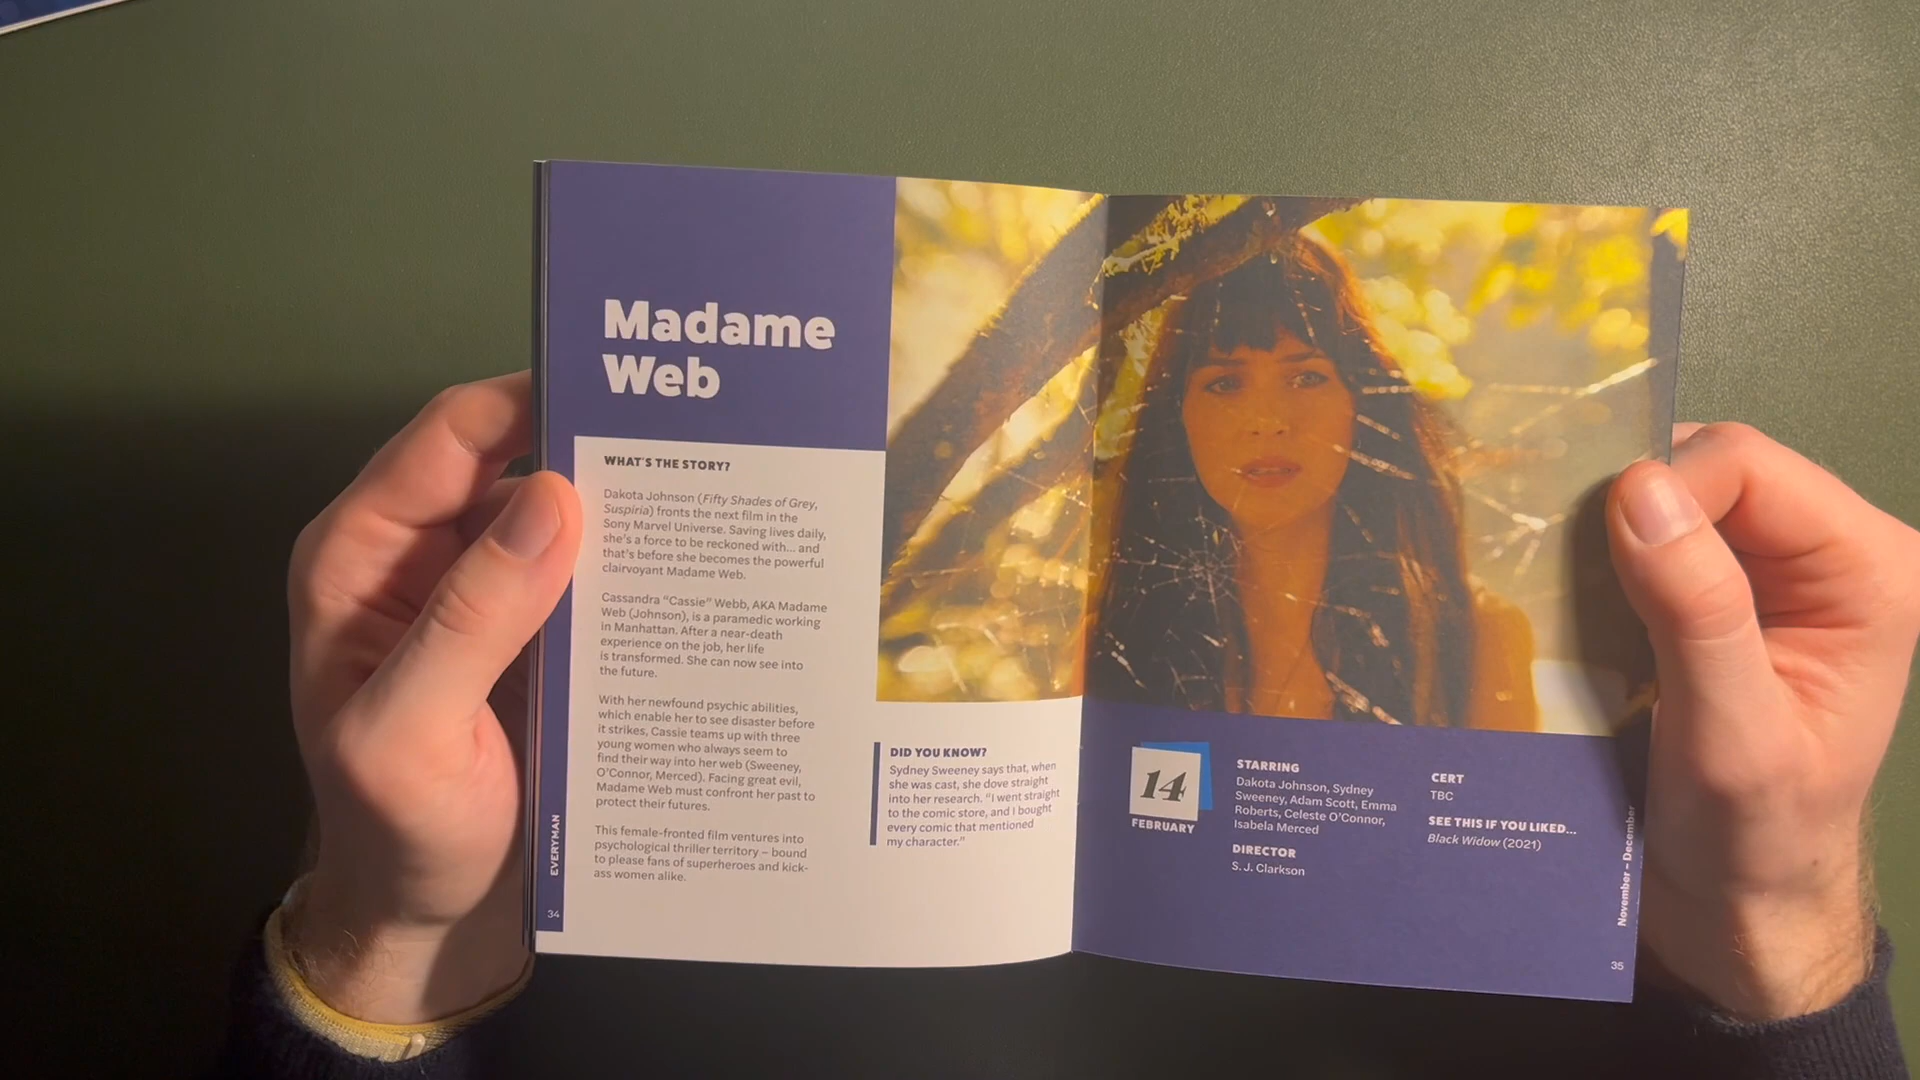 Madame
Web
WHAT'S THE STORY?
Dakota Johnson (Fifty Shades of Grey,
Suspiria) fronts the next film in the
Sony Marvel Universe. Saving lives daily,
she's a force to be reckoned with... and
that's before she becomes the powerful
clairvoyant Madame Web.
Cassandra “Cassie” Webb, AKA Madame
Web (Johnson), is a paramedic working
in Manhattan. After a near-death
experience on the job, her life
is transformed. She can now see into
the future.
With her newfound psychic abilities,
which enable her to see disaster before
it strikes, Cassie teams up with three
young women who always seem to
find their way into her web (Sweeney,
O'Connor, Merced). Facing great evil,
Madame Web must confront her past to
protect their futures.
This female-fronted film ventures into
psychological thriller territory – bound
to please fans of superheroes and kick-
ass women alike.
EVERYMAN
34
DID YOU KNOW?
Sydney Sweeney says that, when
she was cast, she dove straight
into her research. “I went straight
to the comic store, and I bought
every comic that mentioned
my character.”
14
FEBRUARY
STARRING
Dakota Johnson, Sydney
Sweeney, Adam Scott, Emma
Roberts, Celeste O'Connor,
Isabela Merced
DIRECTOR
S. J. Clarkson
CERT
TBC
SEE THIS IF YOU LIKED...
Black Widow (2021)
November – December
35